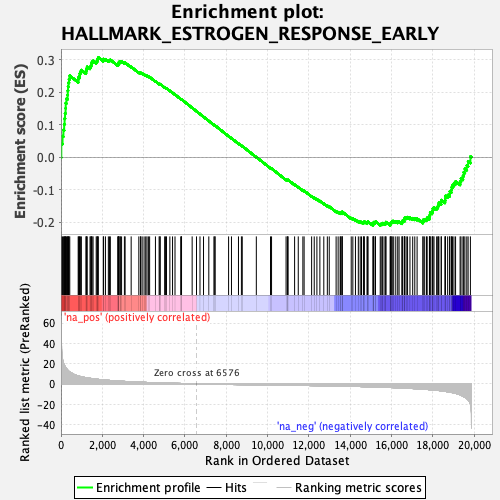 Enrichment plot:
HALLMARK_ESTROGEN_RESPONSE_EARLY
Enrichment score (ES)
0.3
0.2
0.1
0.0
-0.1
-0.2
'na_pos' (positively correlated)
Ranked list metric (PreRanked)
60
40
20
0
-20
-40
Zero cross at 6576
'na_neg' (negatively correlated)
0
2,000
4,000
6,000
8,000
10,000
12,000
14,000
16,000
18,000
20,000
Rank in Ordered Dataset
Enrichment profile
Hits
Ranking metric scores